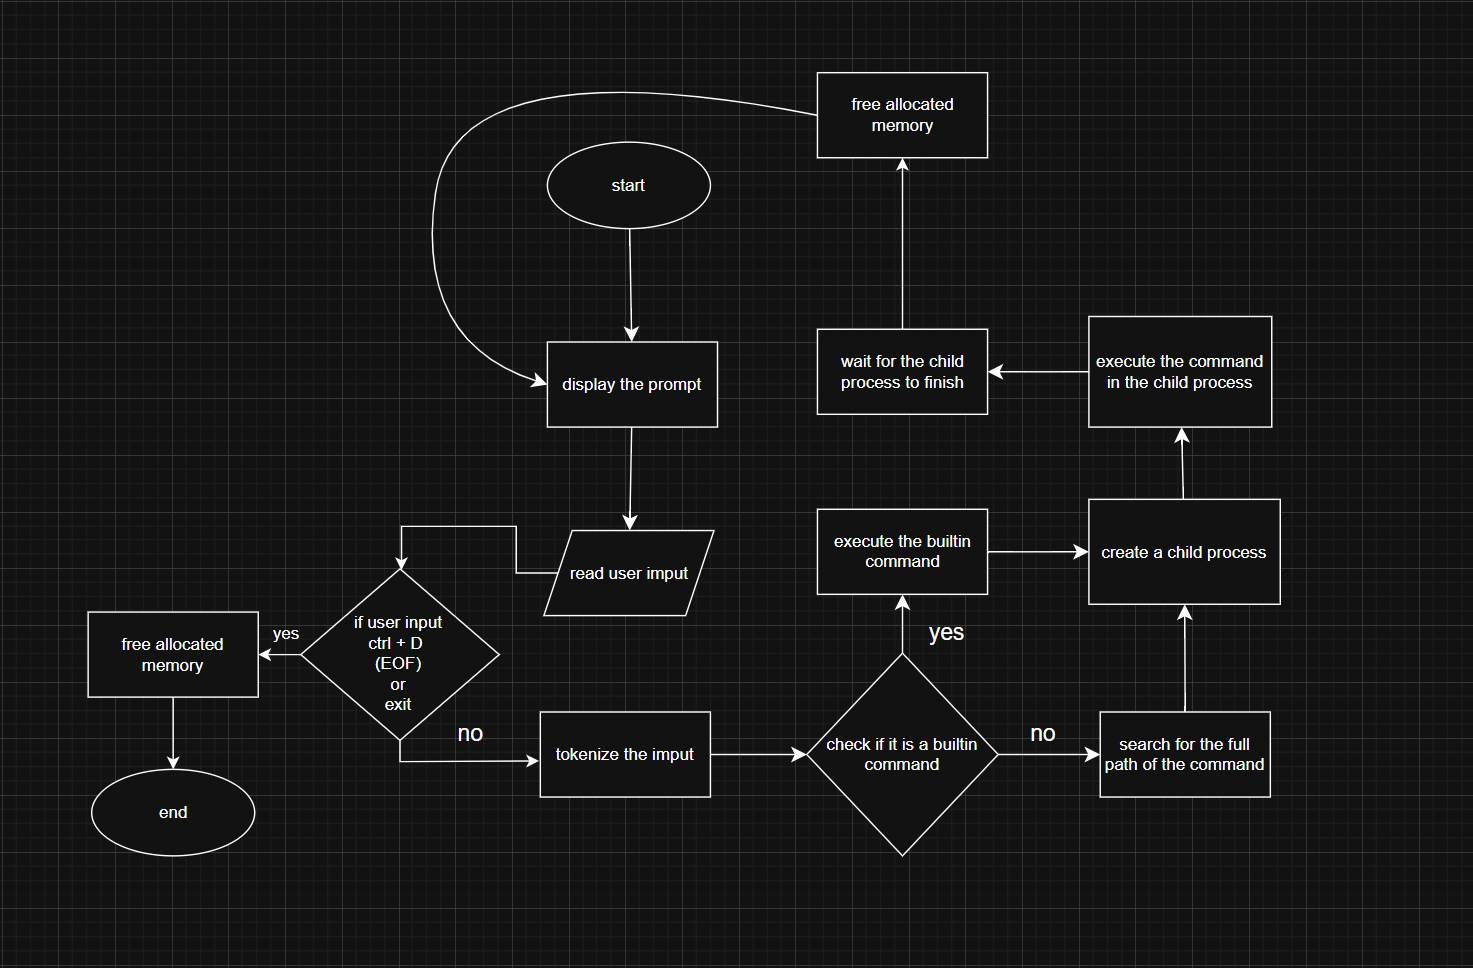 free allocated
memory
start
display the prompt
wait for the child
process to finish
execute the command
in the child process
read user imput
execute the builtin
command
create a child process
free allocated
memory
yes
if user input
ctrl + D
(EOF)
or
exit
no
tokenize the imput
yes
check if it is a builtin
command
no
search for the full
path of the command
end